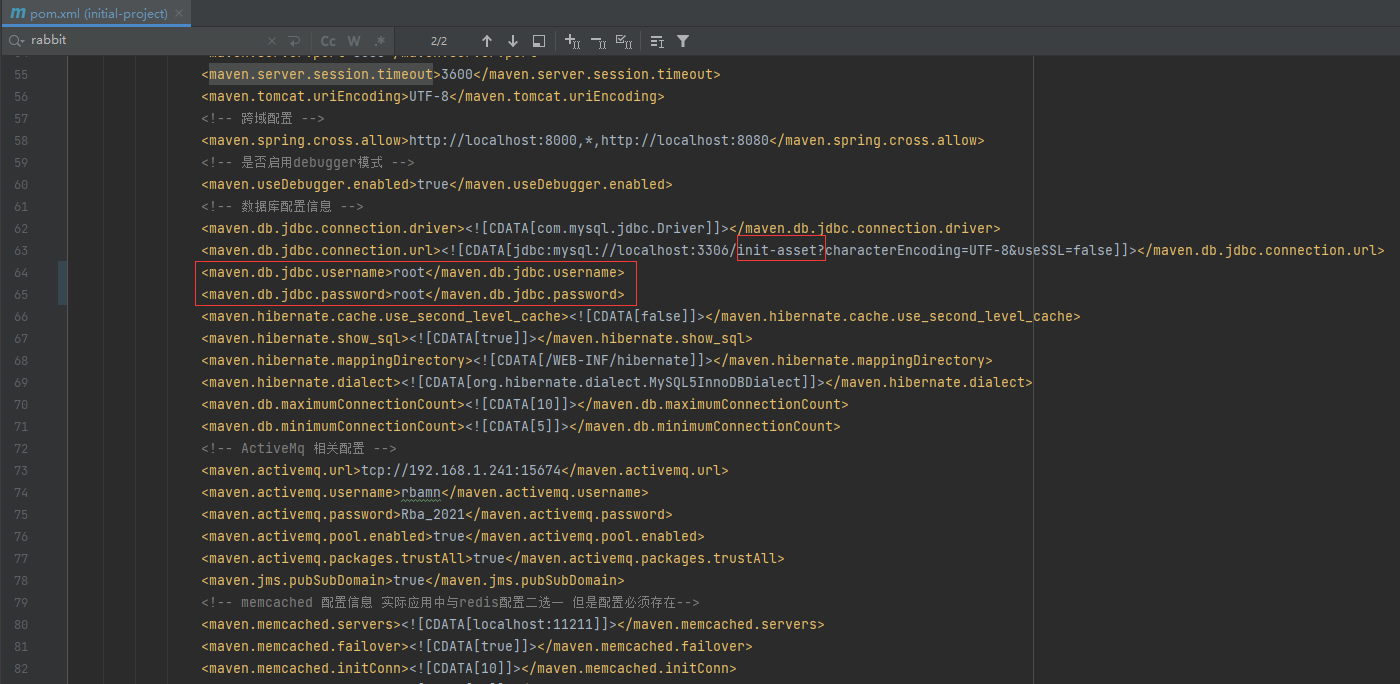 m pom.xml (initial-project) ×
rabbit × Cc W .* 2/2
55 <maven.server.session.timeout>3600</maven.server.session.timeout>
56 <maven.tomcat.uriEncoding>UTF-8</maven.tomcat.uriEncoding>
57 <!-- 跨域配置 -->
58 <maven.spring.cross.allow>http://localhost:8000,*,http://localhost:8080</maven.spring.cross.allow>
59 <!-- 是否启用debugger模式 -->
60 <maven.useDebugger.enabled>true</maven.useDebugger.enabled>
61 <!-- 数据库配置信息 -->
62 <maven.db.jdbc.connection.driver><![CDATA[com.mysql.jdbc.Driver]]></maven.db.jdbc.connection.driver>
63 <maven.db.jdbc.connection.url><![CDATA[jdbc:mysql://localhost:3306/init-asset?characterEncoding=UTF-8&useSSL=false]]></maven.db.jdbc.connection.url>
64 <maven.db.jdbc.username>root</maven.db.jdbc.username>
65 <maven.db.jdbc.password>root</maven.db.jdbc.password>
66 <maven.hibernate.cache.use_second_level_cache><![CDATA[false]]></maven.hibernate.cache.use_second_level_cache>
67 <maven.hibernate.show_sql><![CDATA[true]]></maven.hibernate.show_sql>
68 <maven.hibernate.mappingDirectory><![CDATA[/WEB-INF/hibernate]]></maven.hibernate.mappingDirectory>
69 <maven.hibernate.dialect><![CDATA[org.hibernate.dialect.MySQL5InnoDBDialect]]></maven.hibernate.dialect>
70 <maven.db.maximumConnectionCount><![CDATA[10]]></maven.db.maximumConnectionCount>
71 <maven.db.minimumConnectionCount><![CDATA[5]]></maven.db.minimumConnectionCount>
72 <!-- ActiveMq 相关配置 -->
73 <maven.activemq.url>tcp://192.168.1.241:15674</maven.activemq.url>
74 <maven.activemq.username>rbamn</maven.activemq.username>
75 <maven.activemq.password>Rba_2021</maven.activemq.password>
76 <maven.activemq.pool.enabled>true</maven.activemq.pool.enabled>
77 <maven.activemq.packages.trustAll>true</maven.activemq.packages.trustAll>
78 <maven.jms.pubSubDomain>true</maven.jms.pubSubDomain>
79 <!-- memcached 配置信息 实际应用中与redis配置二选一 但是配置必须存在-->
80 <maven.memcached.servers><![CDATA[localhost:11211]]></maven.memcached.servers>
81 <maven.memcached.failover><![CDATA[true]]></maven.memcached.failover>
82 <maven.memcached.initConn><![CDATA[10]]></maven.memcached.initConn>